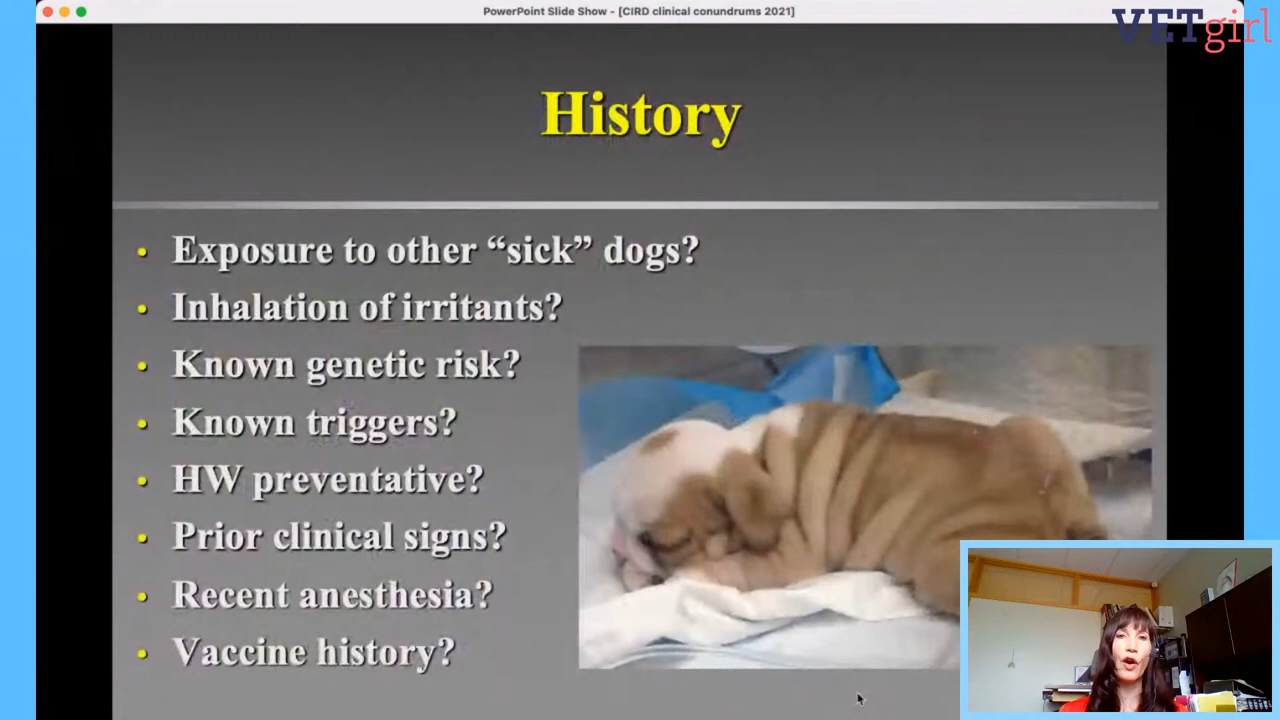 PowerPoint Slide Show - [CIRD clinical conundrums 2021]
VETgirl
History
• Exposure to other “sick” dogs?
• Inhalation of irritants?
• Known genetic risk?
• Known triggers?
• HW preventative?
• Prior clinical signs?
• Recent anesthesia?
• Vaccine history?